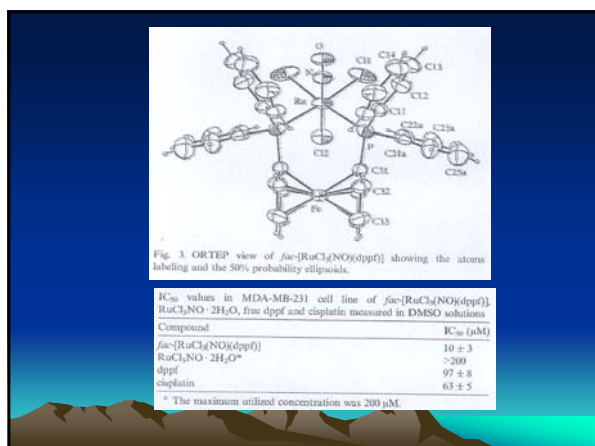 O
N
Cl1
C14
C13
C12
C11
Ru
C22a
C23a
P
Cl2
C24a
C25a
C31
C32
Fe
C33
Fig. 3. ORTEP view of fac-[RuCl3(NO)(dppf)] showing the atoms
labeling and the 50% probability ellipsoids.
IC50 values in MDA-MB-231 cell line of fac-[RuCl3(NO)(dppf)],
RuCl3NO · 2H2O, free dppf and cisplatin measured in DMSO solutions
Compound IC50 (μM)
fac-[RuCl3(NO)(dppf)] 10 ± 3
RuCl3NO · 2H2O* >200
dppf 97 ± 8
cisplatin 63 ± 5
* The maximum utilized concentration was 200 μM.